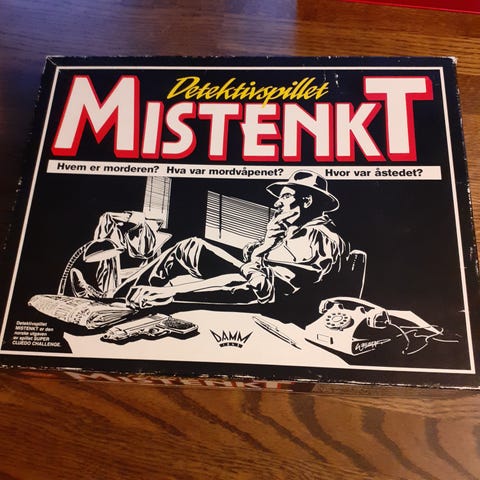 Detektivspillet
MISTENKT
Hvem er morderen? Hva var mordvåpenet? Hvor var åstedet?
Detektivspillet
MISTENKT er den
norske utgaven
av spillet SUPER
CLUEDO CHALLENGE.
DAMM
MISTENKT